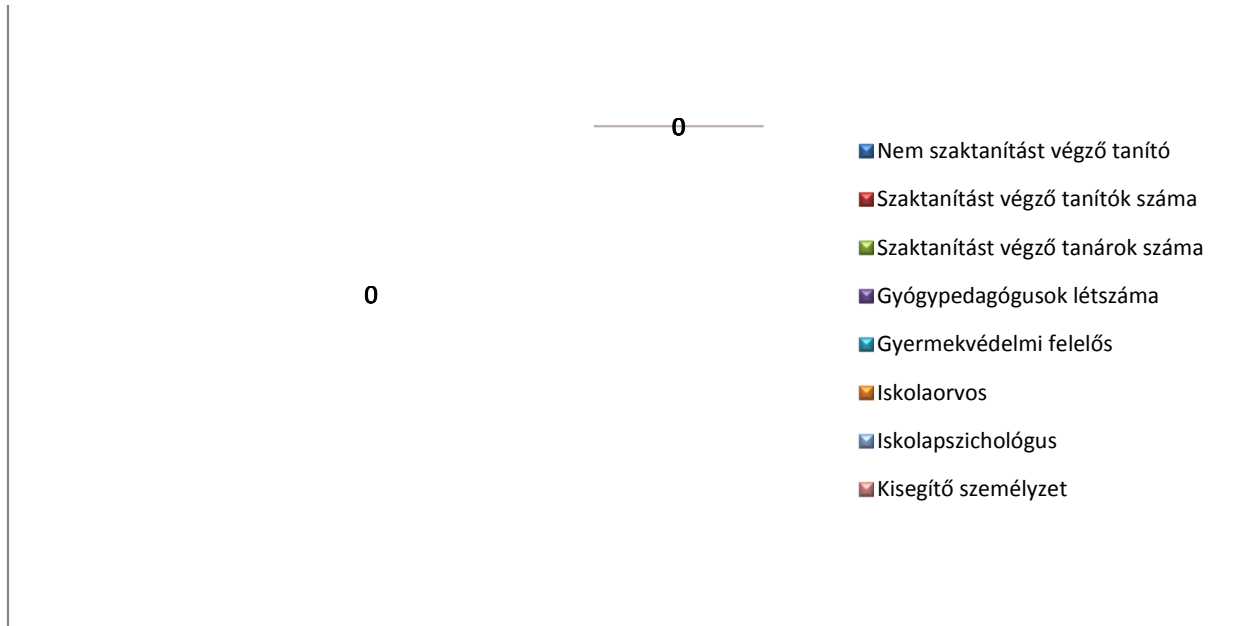 0
Nem szaktanítást végző tanító
Szaktanítást végző tanítók száma
Szaktanítást végző tanárok száma
0
Gyógypedagógusok létszáma
Gyermekvédelmi felelős
Iskolaorvos
Iskolapszichológus
Kisegítő személyzet